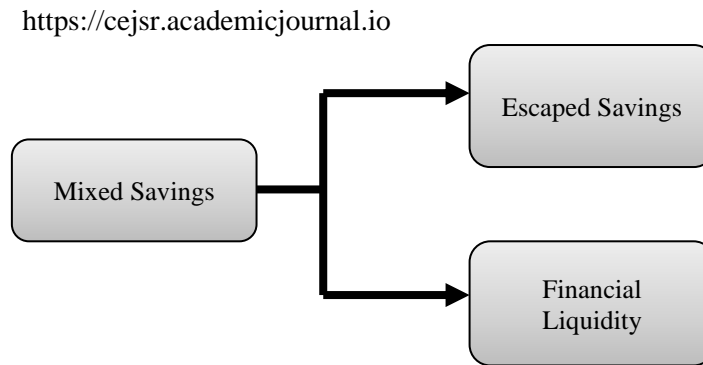 https://cejsr.academicjournal.io
Escaped Savings
Mixed Savings
Financial
Liquidity